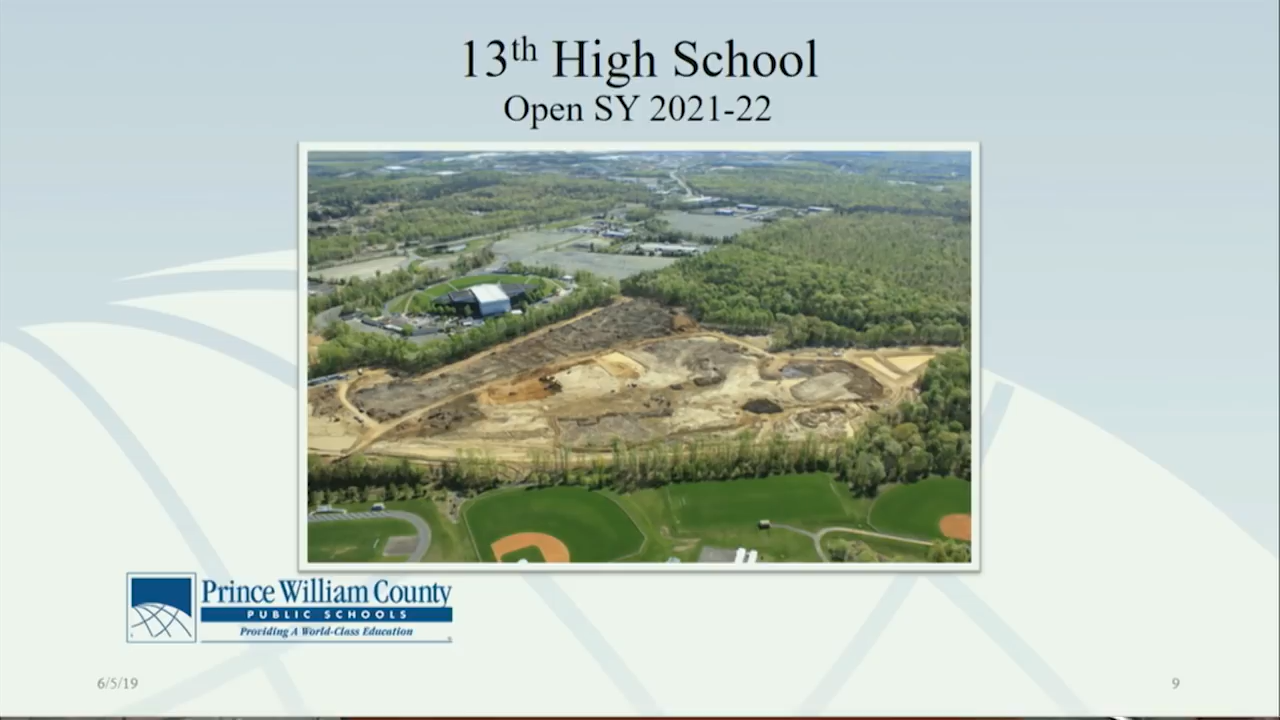 13th High School
Open SY 2021-22
Prince William County
PUBLIC SCHOOLS
Providing A World-Class Education
6/5/19
9